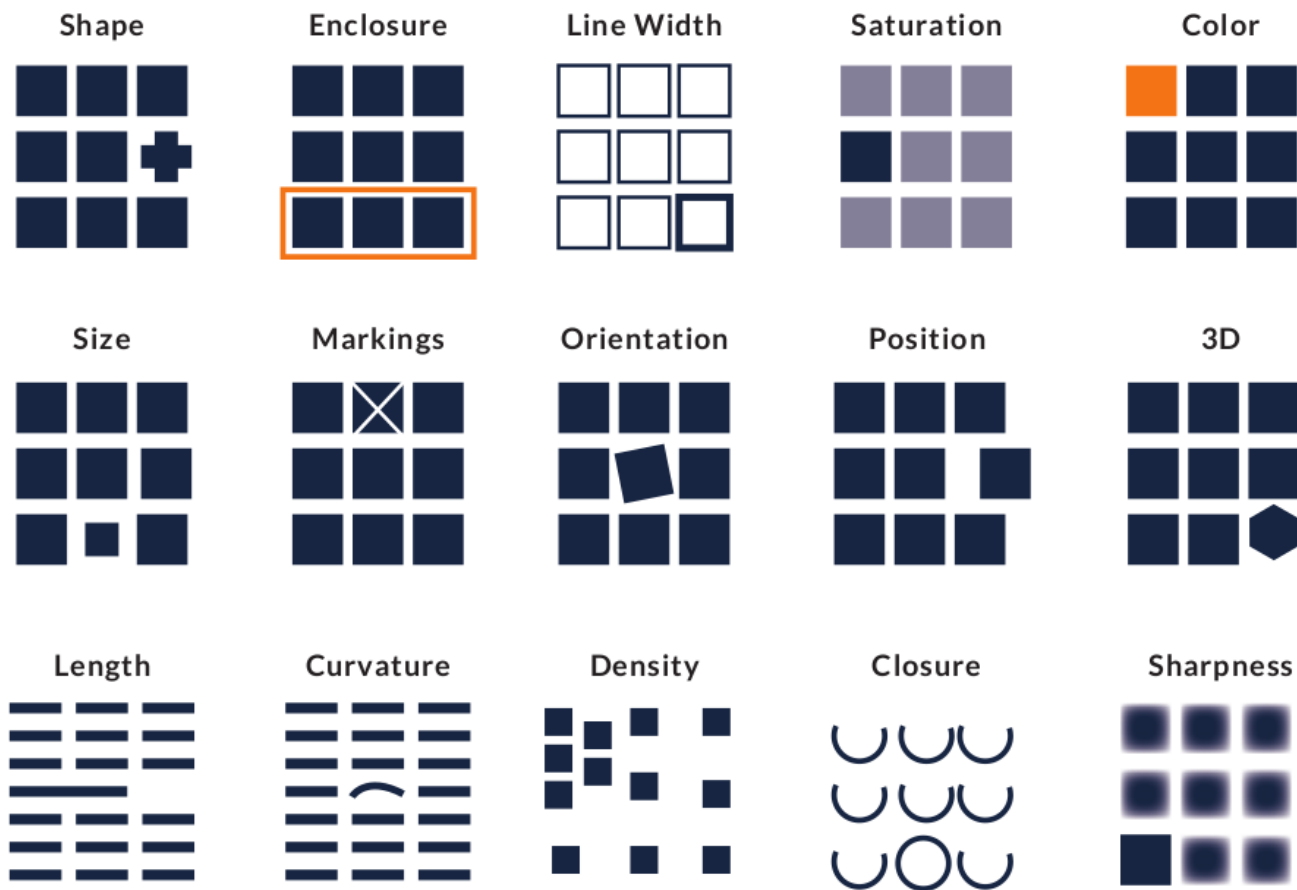 Shape Enclosure Line Width Saturation Color
Size Markings Orientation Position 3D
Length Curvature Density Closure Sharpness